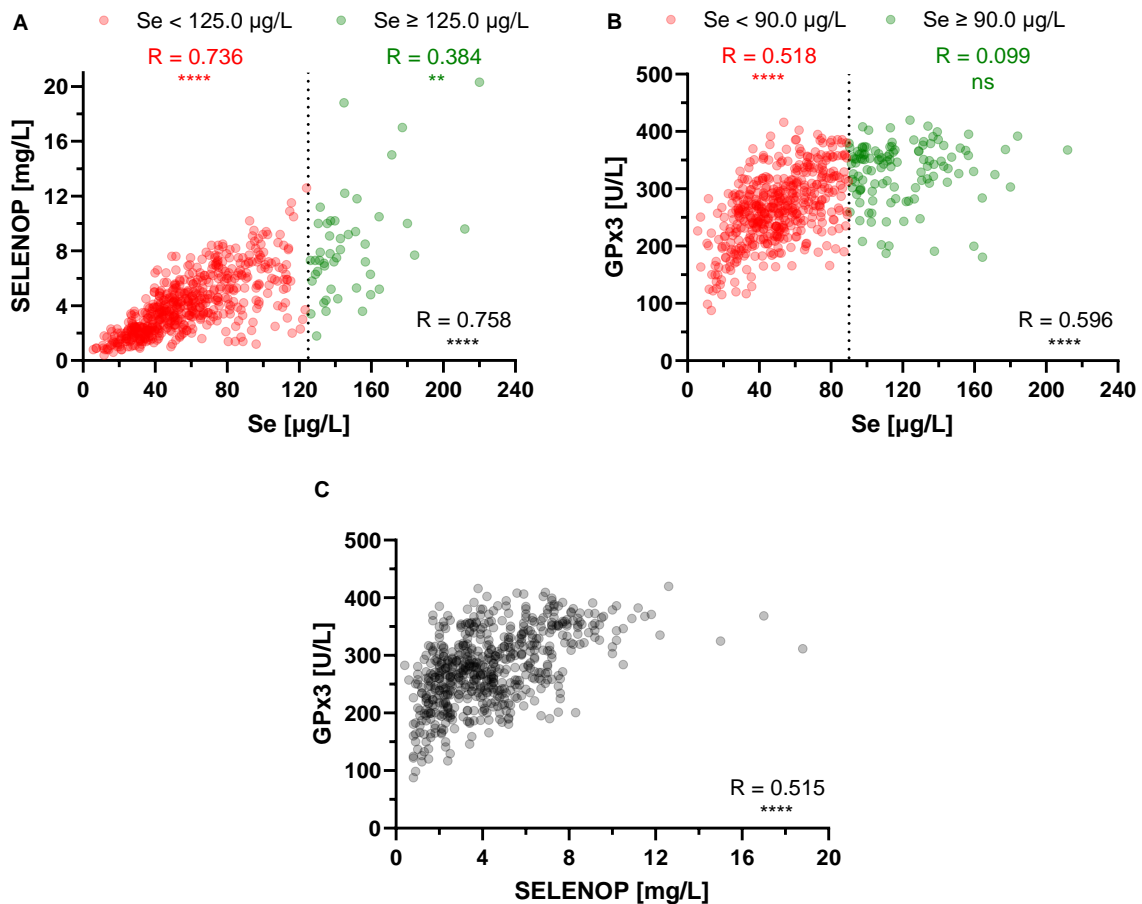 A
Se < 125.0 µg/L Se ≥ 125.0 µg/L
R = 0.736 R = 0.384
**** **
20
16
12
8
4
0
SELENOP [mg/L]
R = 0.758
****
0 40 80 120 160 200 240
Se [µg/L]
B
Se < 90.0 µg/L Se ≥ 90.0 µg/L
R = 0.518 R = 0.099
**** ns
500
400
300
200
100
0
GPx3 [U/L]
R = 0.596
****
0 40 80 120 160 200 240
Se [µg/L]
C
500
400
300
200
100
0
GPx3 [U/L]
R = 0.515
****
0 4 8 12 16 20
SELENOP [mg/L]